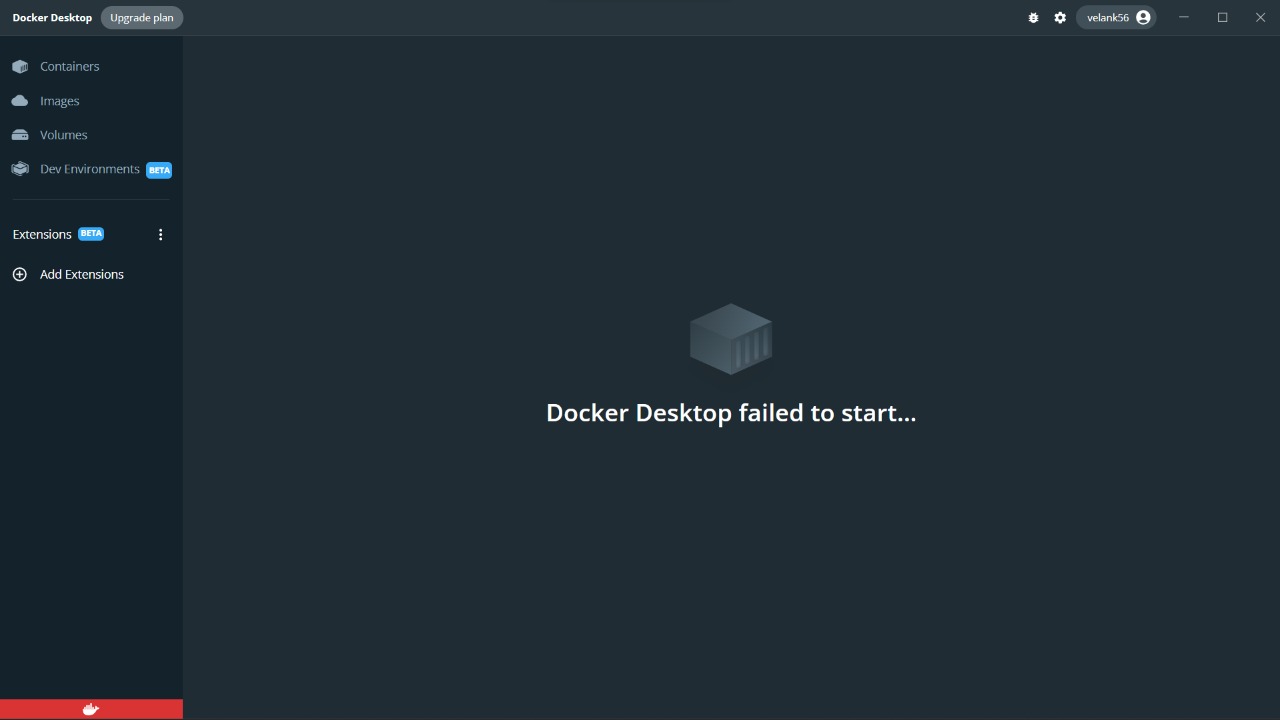 Docker Desktop Upgrade plan velank56
Containers
Images
Volumes
Dev Environments BETA
Extensions BETA
Add Extensions
Docker Desktop failed to start...